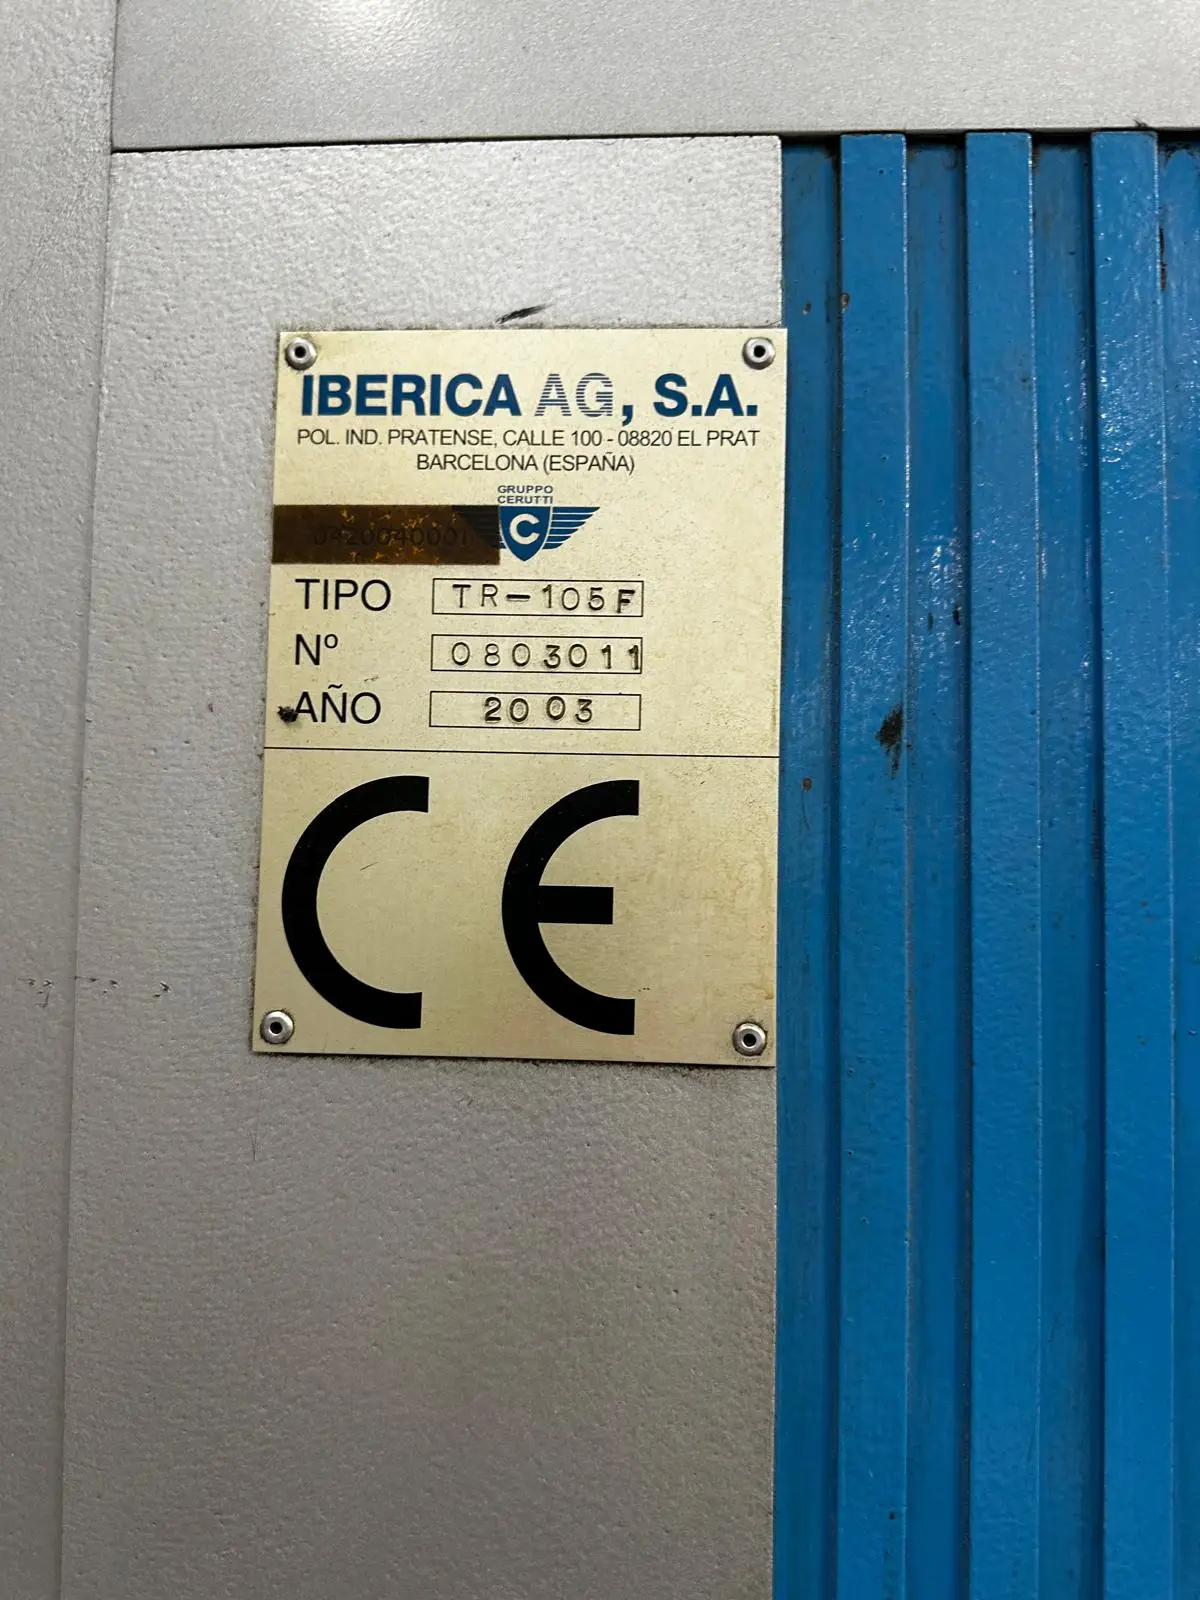 IBERICA AG, S.A.
POL. IND. PRATENSE, CALLE 100 - 08820 EL PRAT
BARCELONA (ESPAÑA)
GRUPPO
CERUTTI
C
0420040001
TIPO TR-105F
Nº 0803011
AÑO 2003
CE